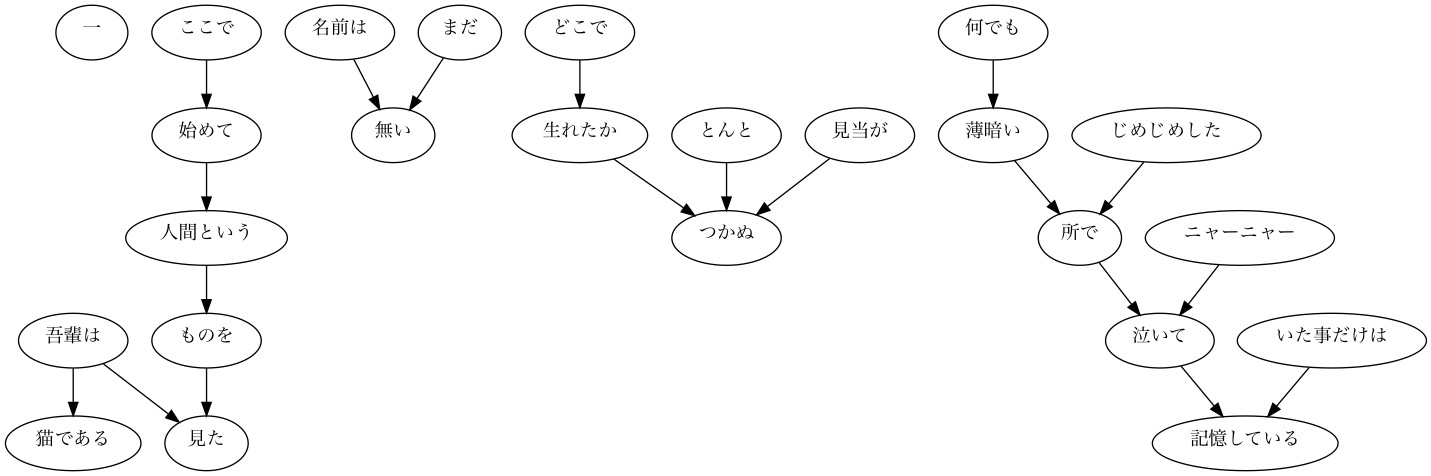 一
ここで
名前は
まだ
どこで
何でも
始めて
無い
生れたか
とんと
見当が
薄暗い
じめじめした
人間という
つかぬ
所で
ニャーニャー
吾輩は
ものを
泣いて
いた事だけは
猫である
見た
記憶している